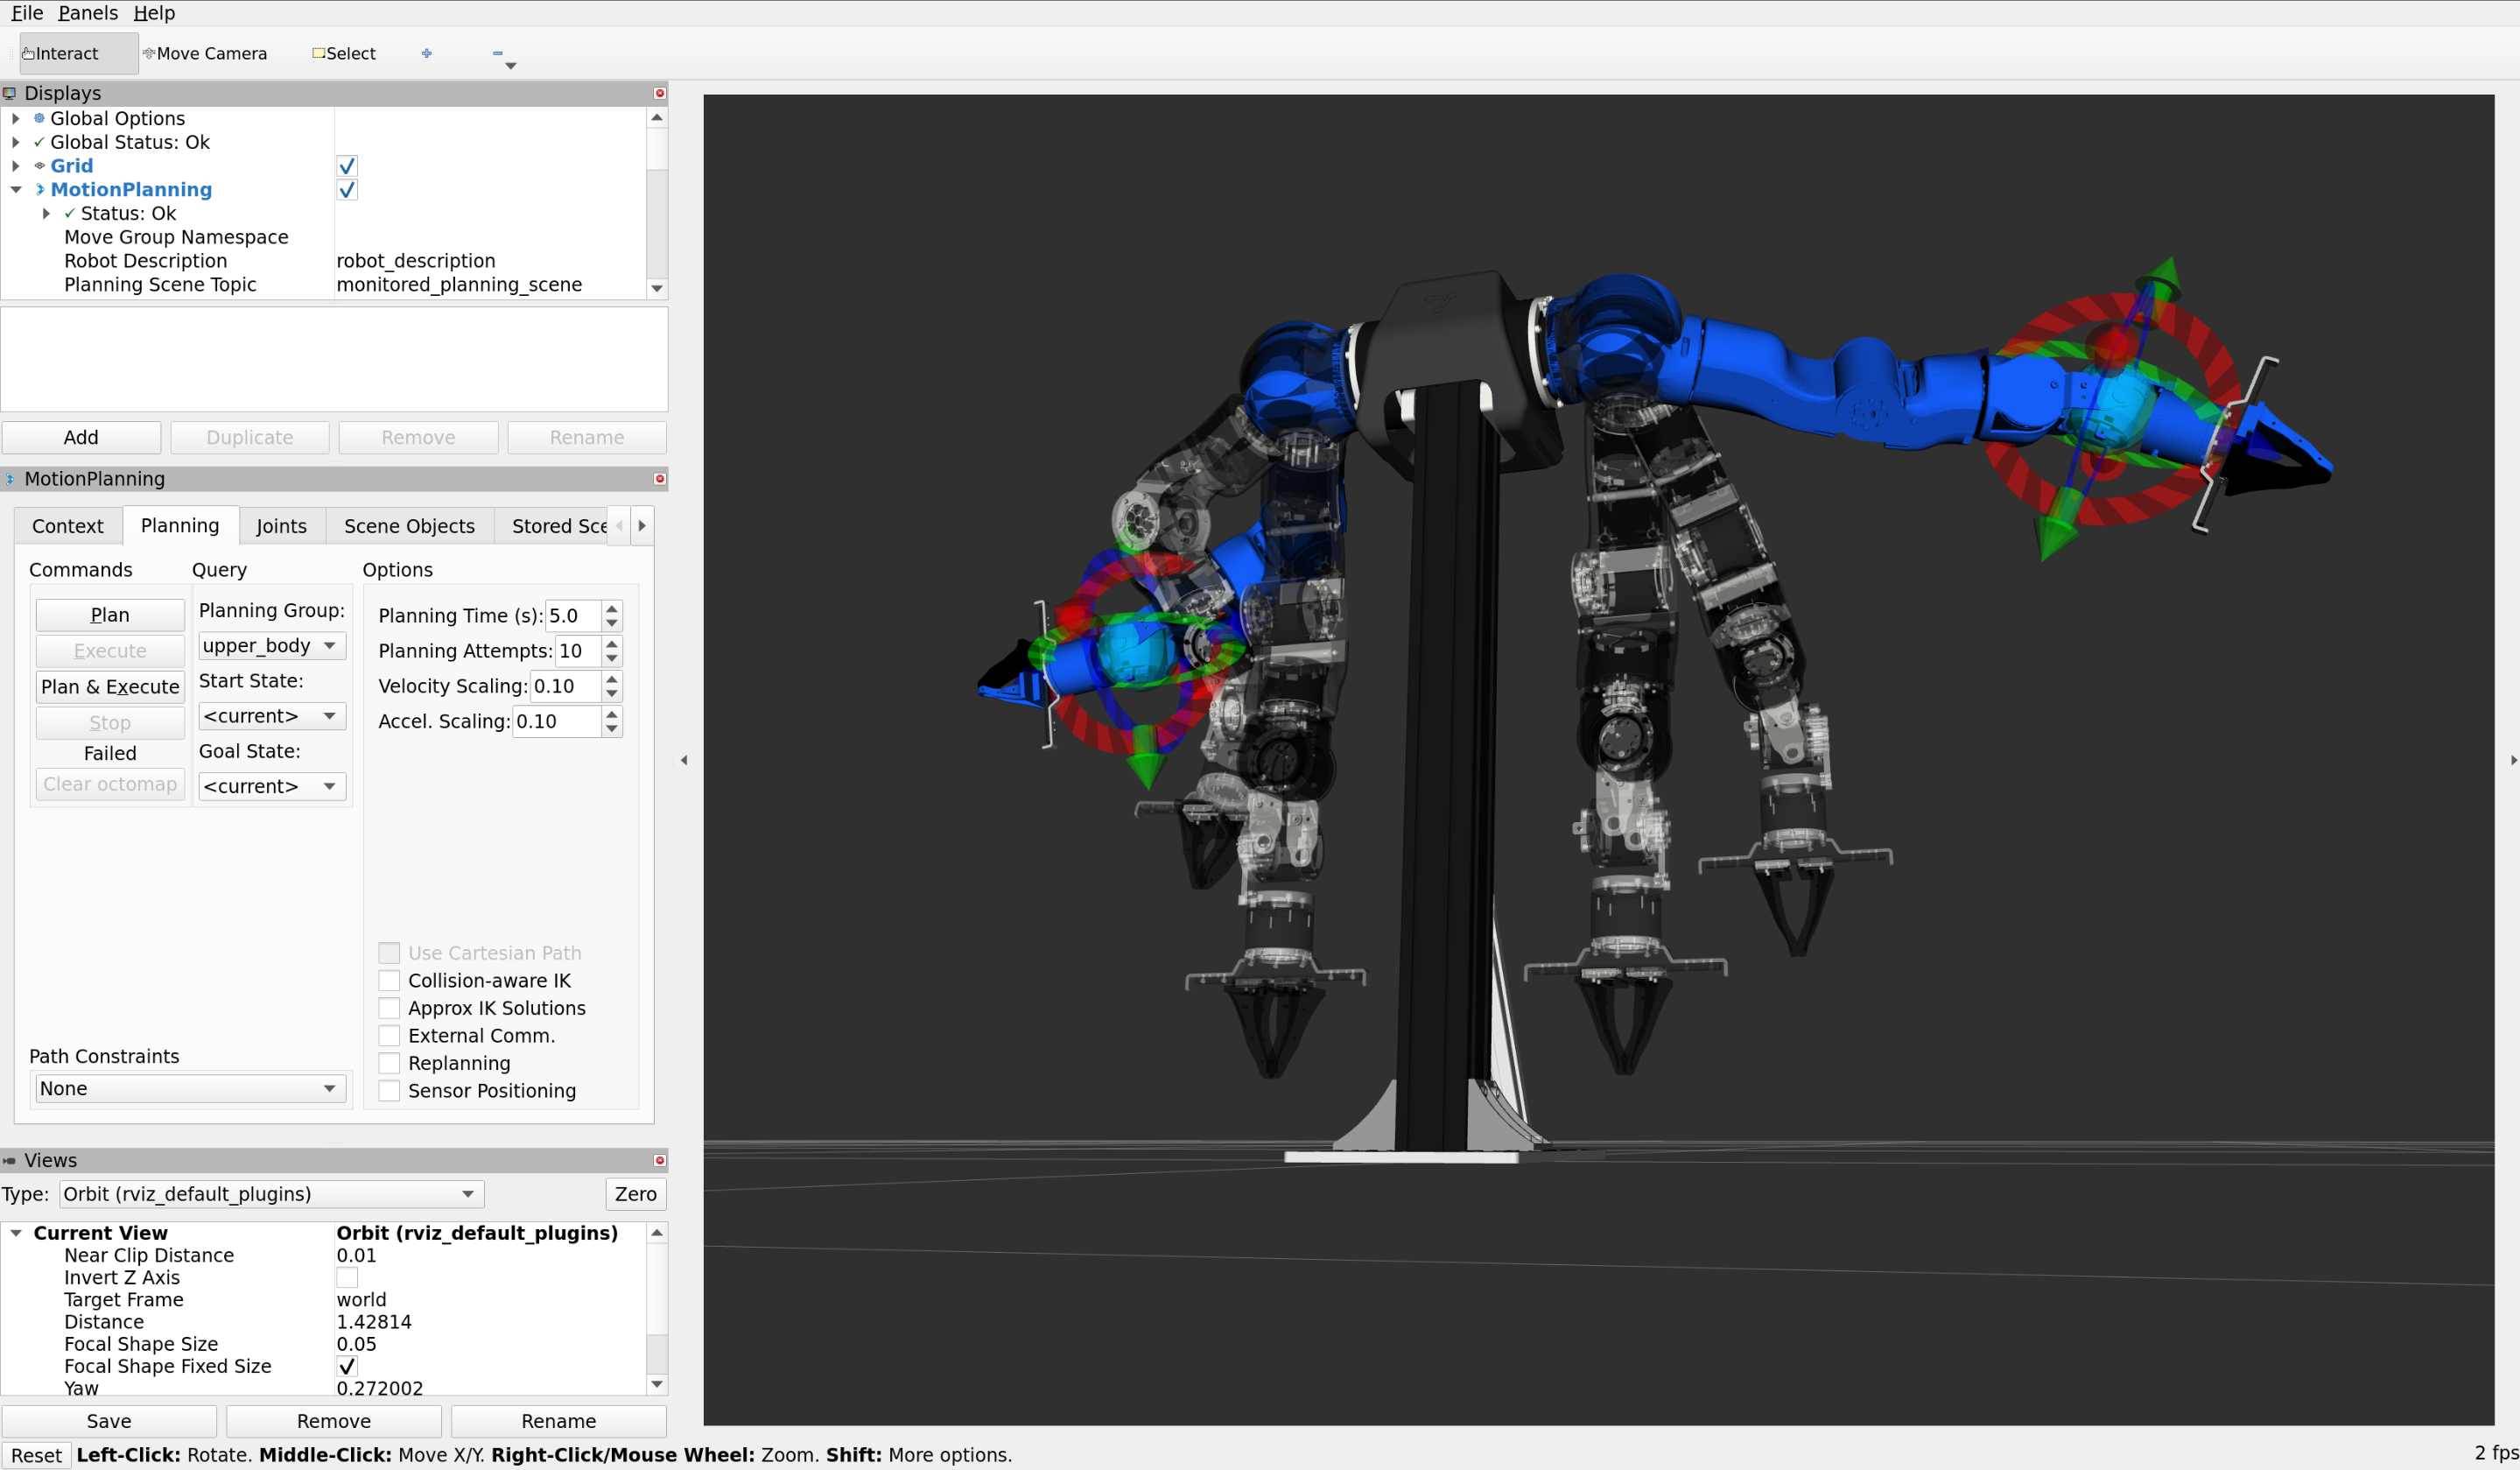 File Panels Help
Interact Move Camera Select
Displays
Global Options
Global Status: Ok
Grid
MotionPlanning
Status: Ok
Move Group Namespace
Robot Description robot_description
Planning Scene Topic monitored_planning_scene
Add Duplicate Remove Rename
MotionPlanning
Context Planning Joints Scene Objects Stored Sce
Commands Query Options
Plan
Execute
Plan & Execute
Stop
Failed
Clear octomap
Planning Group:
upper_body
Start State:
<current>
Goal State:
<current>
Planning Time (s): 5.0
Planning Attempts: 10
Velocity Scaling: 0.10
Accel. Scaling: 0.10
Use Cartesian Path
Collision-aware IK
Approx IK Solutions
External Comm.
Replanning
Sensor Positioning
Path Constraints
None
Views
Type: Orbit (rviz_default_plugins) Zero
Current View Orbit (rviz_default_plugins)
Near Clip Distance 0.01
Invert Z Axis
Target Frame world
Distance 1.42814
Focal Shape Size 0.05
Focal Shape Fixed Size
Yaw 0.272002
Save Remove Rename
Reset Left-Click: Rotate. Middle-Click: Move X/Y. Right-Click/Mouse Wheel: Zoom. Shift: More options. 2 fps